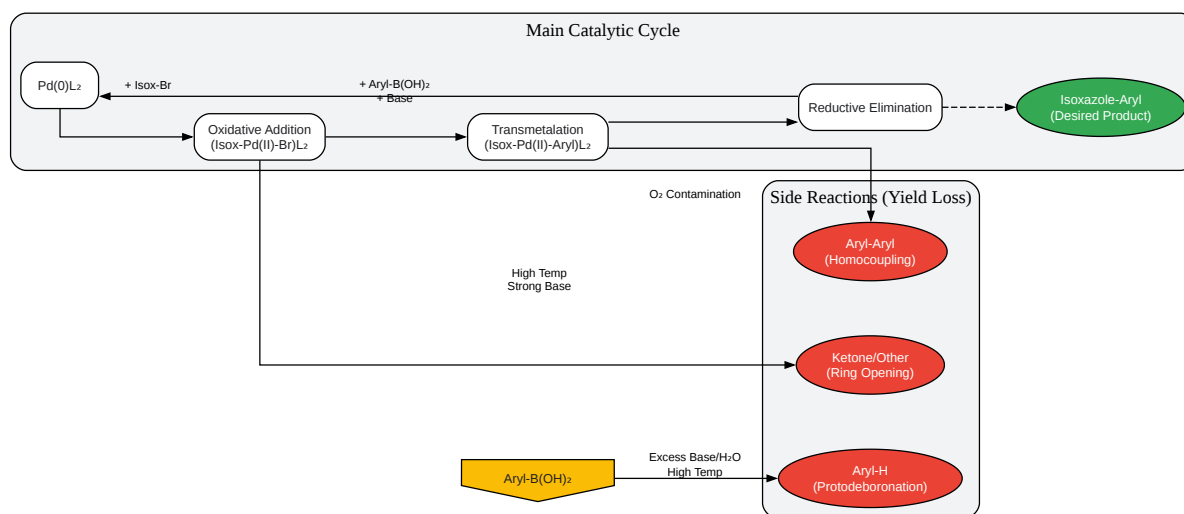 Main Catalytic Cycle
Pd(0)L₂
+ Isox-Br
+ Aryl-B(OH)₂
+ Base
Reductive Elimination
Isoxazole-Aryl
(Desired Product)
Oxidative Addition
(Isox-Pd(II)-Br)L₂
Transmetalation
(Isox-Pd(II)-Aryl)L₂
O₂ Contamination
Side Reactions (Yield Loss)
Aryl-Aryl
(Homocoupling)
High Temp
Strong Base
Ketone/Other
(Ring Opening)
Aryl-B(OH)₂
Excess Base/H₂O
High Temp
Aryl-H
(Protodeboronation)